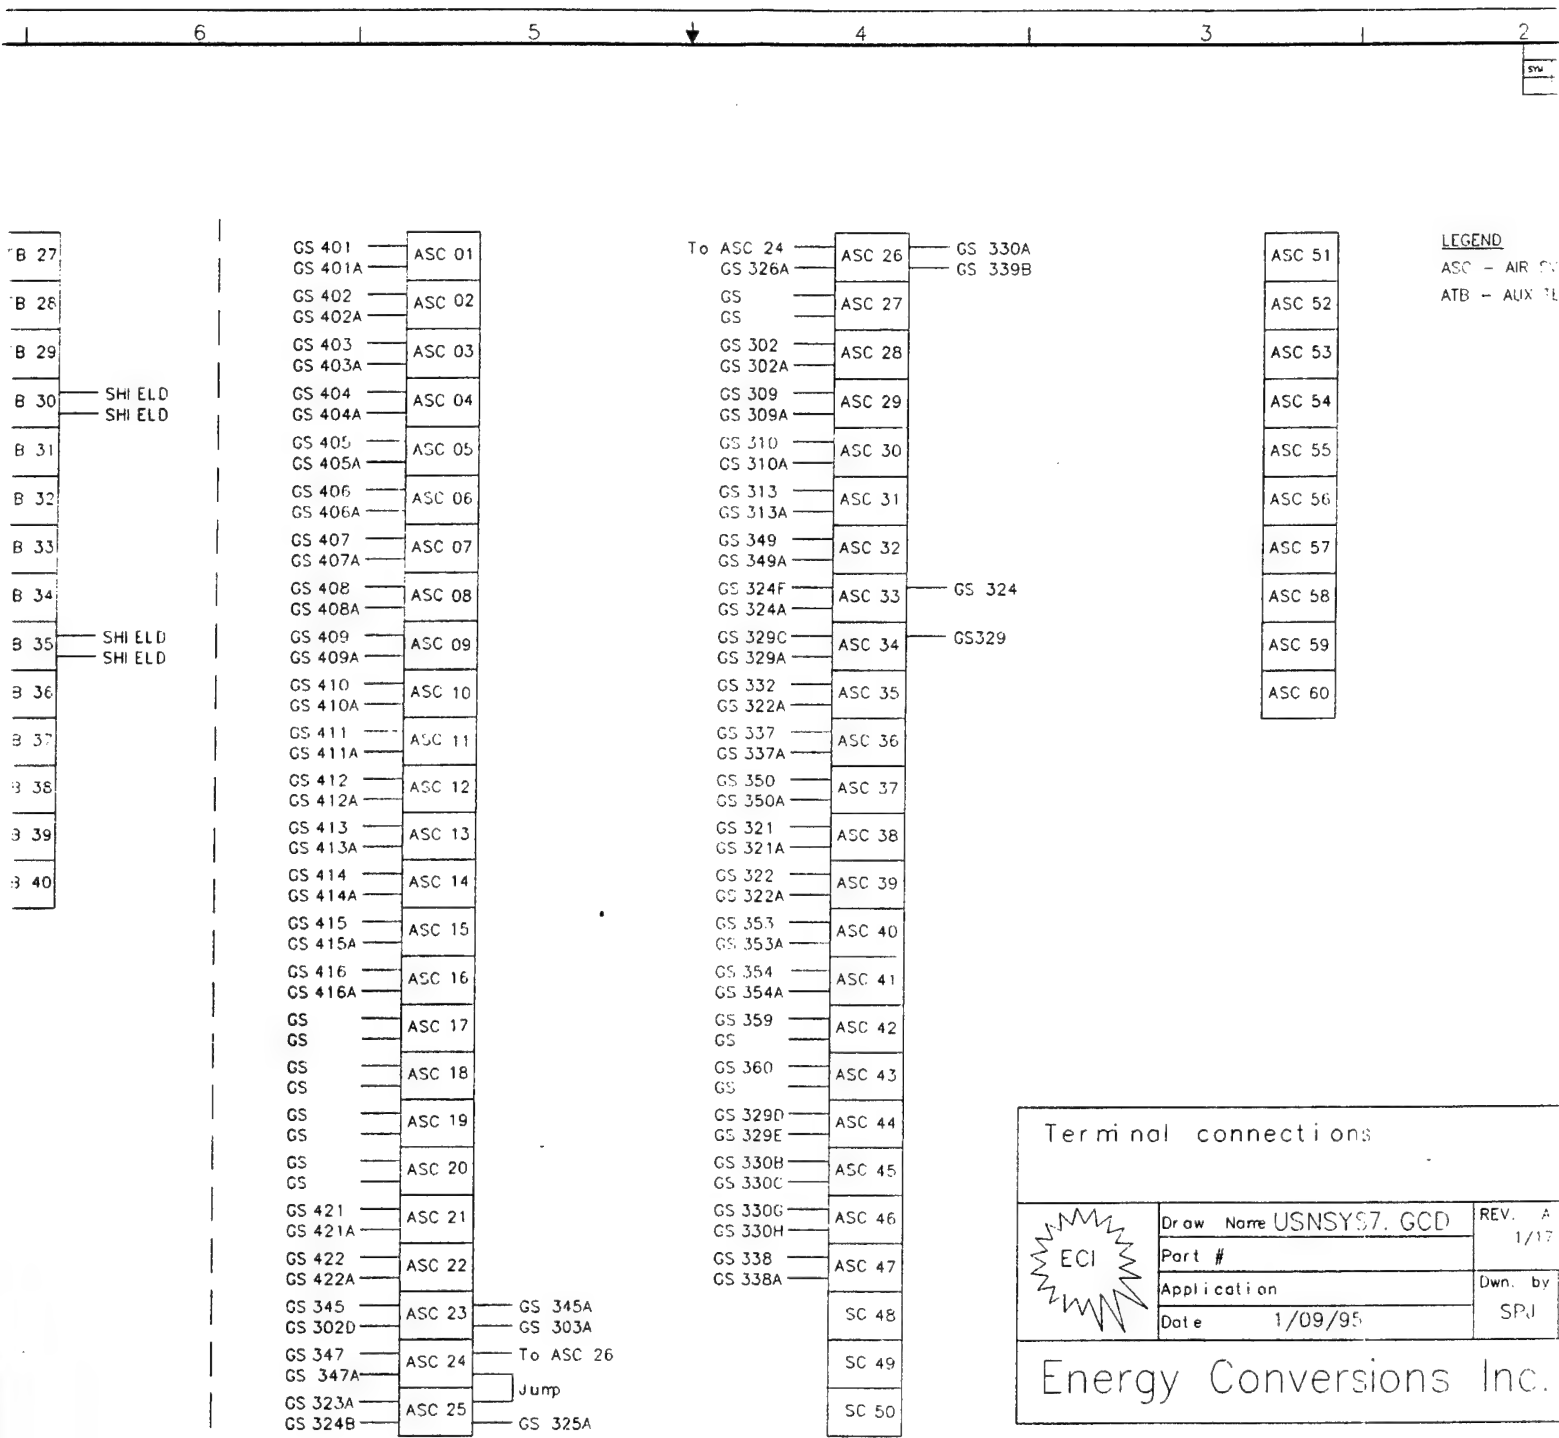 6 5 4 3 2
SYM
B 27
B 28
B 29
B 30
SHIELD
SHIELD
B 31
B 32
B 33
B 34
B 35
SHIELD
SHIELD
B 36
B 37
B 38
B 39
B 40
GS 401
GS 401A
ASC 01
GS 402
GS 402A
ASC 02
GS 403
GS 403A
ASC 03
GS 404
GS 404A
ASC 04
GS 405
GS 405A
ASC 05
GS 406
GS 406A
ASC 06
GS 407
GS 407A
ASC 07
GS 408
GS 408A
ASC 08
GS 409
GS 409A
ASC 09
GS 410
GS 410A
ASC 10
GS 411
GS 411A
ASC 11
GS 412
GS 412A
ASC 12
GS 413
GS 413A
ASC 13
GS 414
GS 414A
ASC 14
GS 415
GS 415A
ASC 15
GS 416
GS 416A
ASC 16
GS
GS
ASC 17
GS
GS
ASC 18
GS
GS
ASC 19
GS
GS
ASC 20
GS 421
GS 421A
ASC 21
GS 422
GS 422A
ASC 22
GS 345
GS 302D
ASC 23
GS 345A
GS 303A
GS 347
GS 347A
ASC 24
To ASC 26
Jump
GS 323A
GS 324B
ASC 25
GS 325A
To ASC 24
GS 326A
ASC 26
GS 330A
GS 339B
GS
GS
ASC 27
GS 302
GS 302A
ASC 28
GS 309
GS 309A
ASC 29
GS 310
GS 310A
ASC 30
GS 313
GS 313A
ASC 31
GS 349
GS 349A
ASC 32
GS 324F
GS 324A
ASC 33
GS 324
GS 329C
GS 329A
ASC 34
GS329
GS 332
GS 322A
ASC 35
GS 337
GS 337A
ASC 36
GS 350
GS 350A
ASC 37
GS 321
GS 321A
ASC 38
GS 322
GS 322A
ASC 39
GS 353
GS 353A
ASC 40
GS 354
GS 354A
ASC 41
GS 359
GS
ASC 42
GS 360
GS
ASC 43
GS 329D
GS 329E
ASC 44
GS 330B
GS 330C
ASC 45
GS 330G
GS 330H
ASC 46
GS 338
GS 338A
ASC 47
SC 48
SC 49
SC 50
ASC 51
ASC 52
ASC 53
ASC 54
ASC 55
ASC 56
ASC 57
ASC 58
ASC 59
ASC 60
LEGEND
ASC - AIR
ATB - AUX
Terminal connections
ECI
Draw Name USNSYS7.GCD
REV. A
1/17
Part #
Application
Date 1/09/95
Dwn. by
SPJ
Energy Conversions Inc.